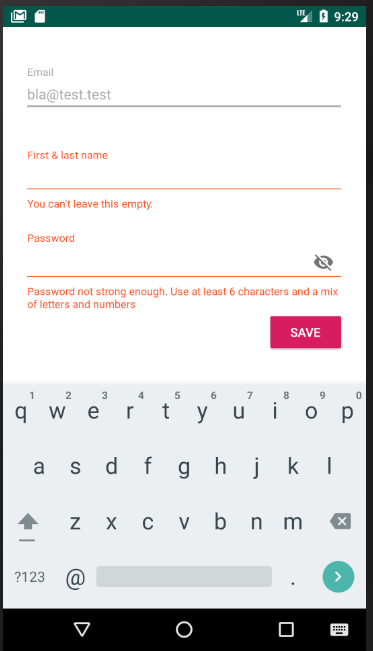 LTE 9:29
Email
bla@test.test
First & last name
You can't leave this empty.
Password
Password not strong enough. Use at least 6 characters and a mix
of letters and numbers
SAVE
1 2 3 4 5 6 7 8 9 0
q w e r t y u i o p
a s d f g h j k l
z x c v b n m
?123 @ .